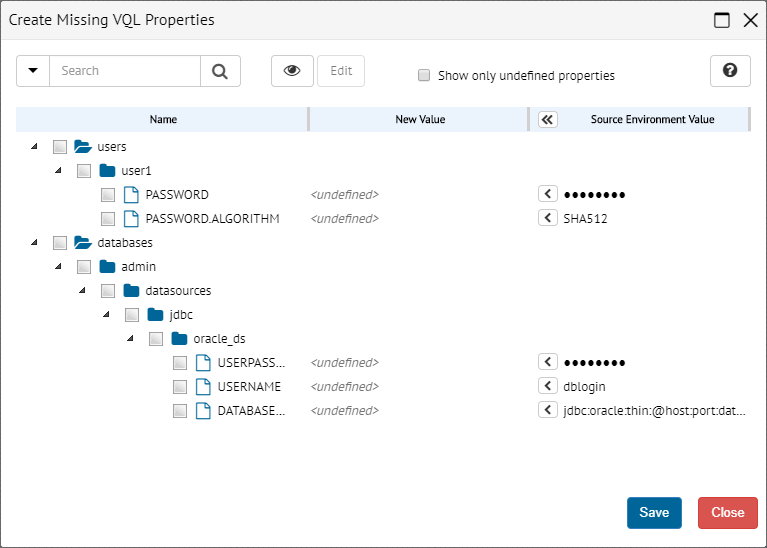 Create Missing VQL Properties
Search Edit Show only undefined properties
Name New Value Source Environment Value
users
user1
PASSWORD <undefined> ●●●●●●●●
PASSWORD.ALGORITHM <undefined> SHA512
databases
admin
datasources
jdbc
oracle_ds
USERPASS... <undefined> ●●●●●●●●
USERNAME <undefined> dblogin
DATABASE... <undefined> jdbc:oracle:thin:@host:port:dat...
Save Close